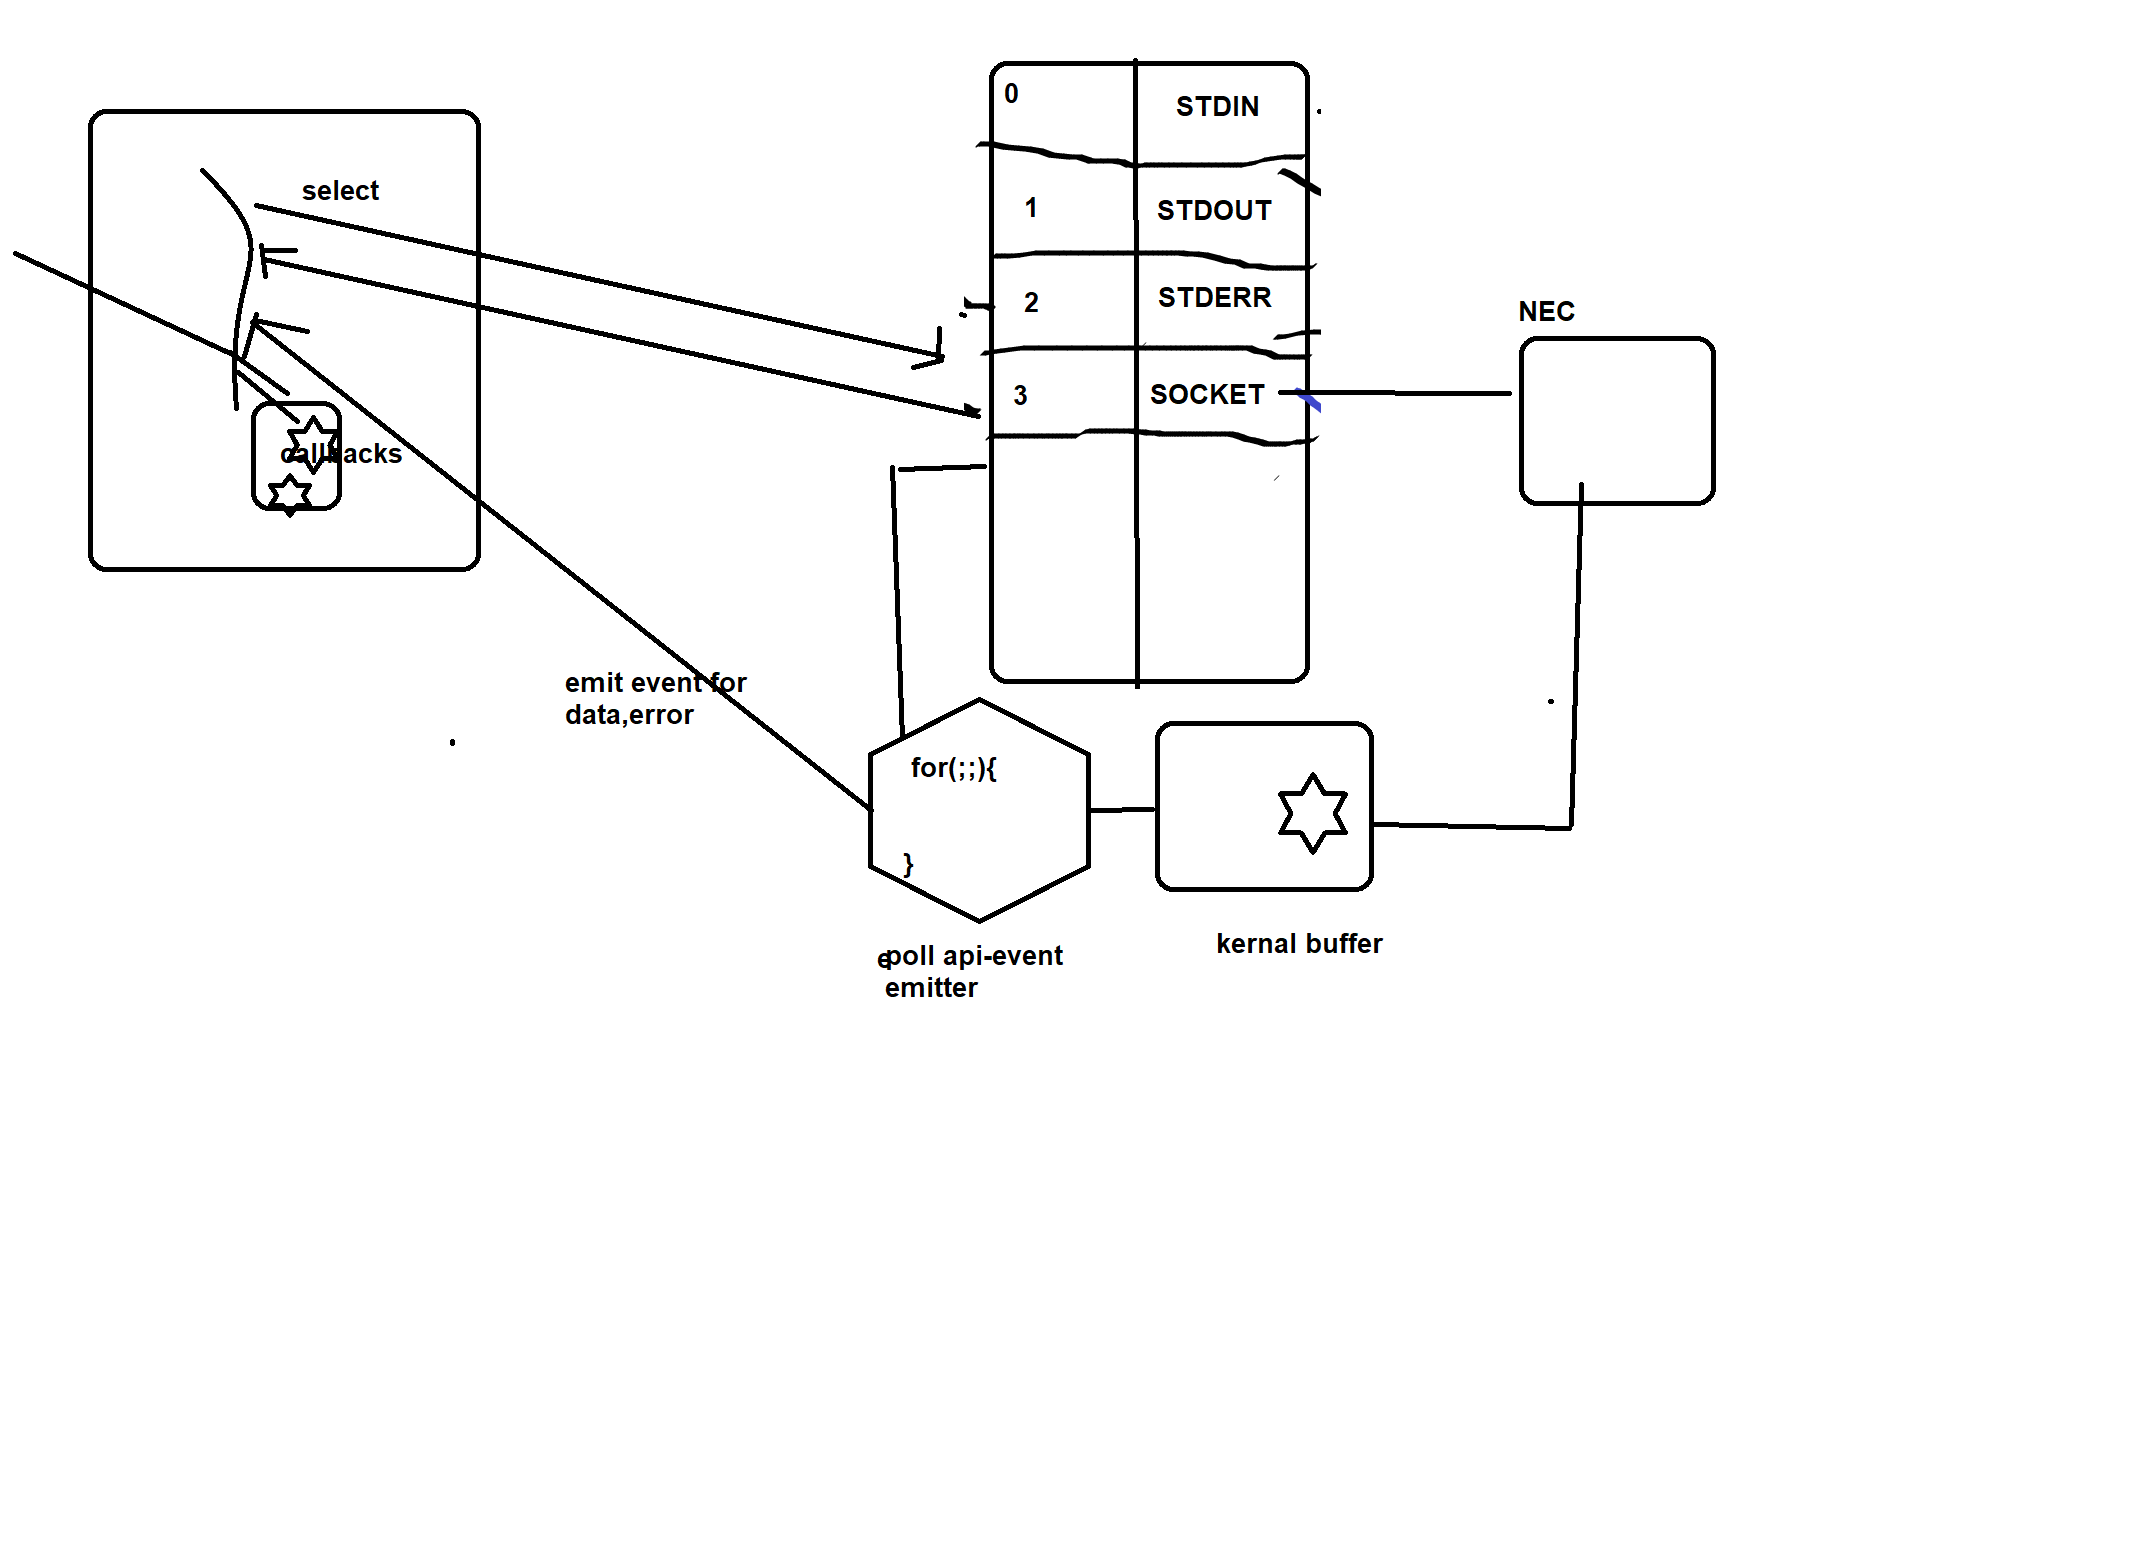 select
callbacks
emit event for
data,error
0 STDIN
1 STDOUT
2 STDERR
3 SOCKET
NEC
for(;;){
}
epoll api-event
emitter
kernal buffer